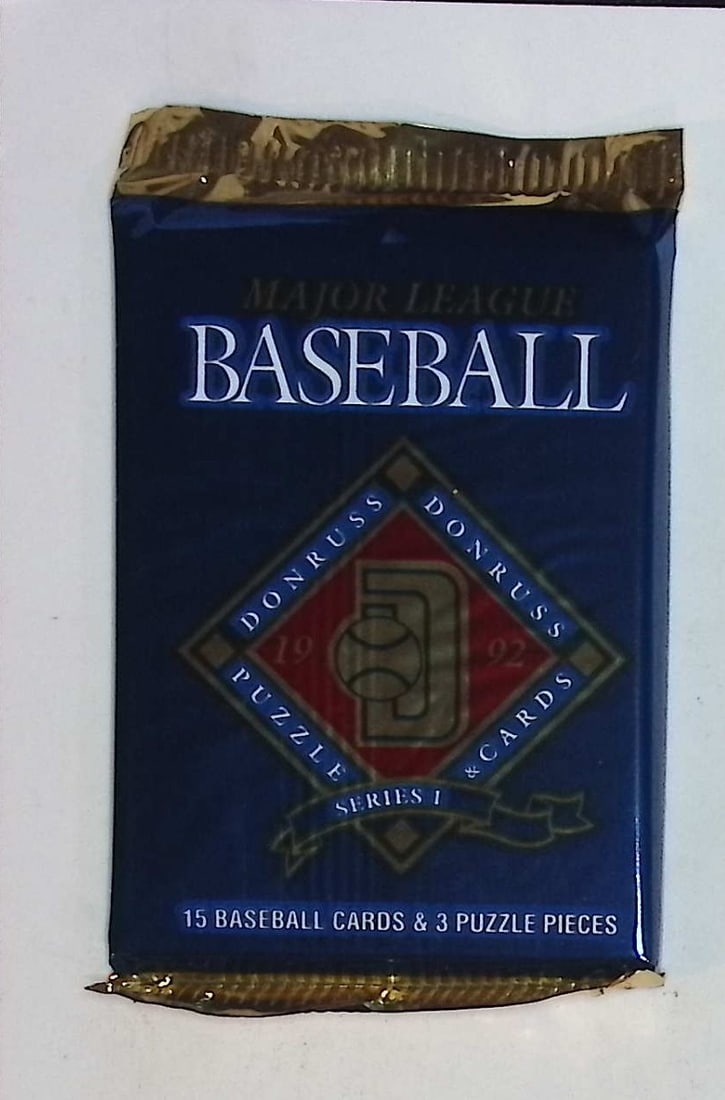 MAJOR LEAGUE
BASEBALL
DONRUSS
DONRUSS
19 D 92
PUZZLE
& CARDS
SERIES I
15 BASEBALL CARDS & 3 PUZZLE PIECES